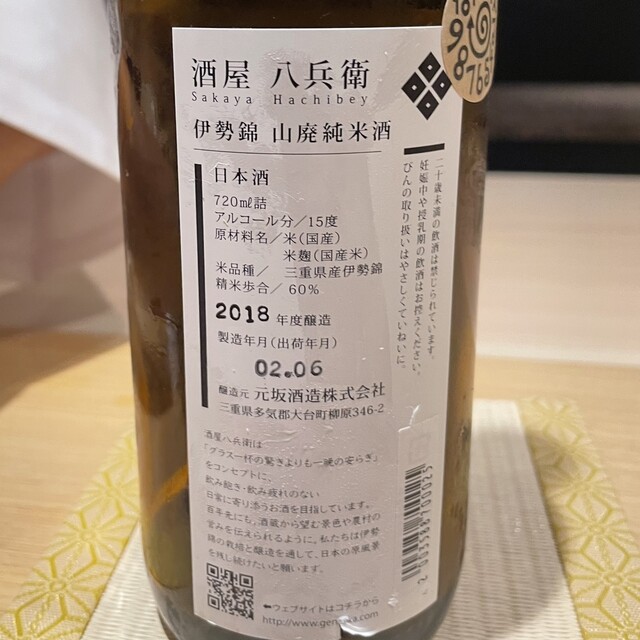 酒屋 八兵衛
Sakaya Hachibey
伊勢錦 山廃純米酒
日本酒
720㎖詰
アルコール分／15度
原材料名／米(国産)
米麹(国産米)
米品種／ 三重県産伊勢錦
精米歩合／ 60%
2018 年度醸造
製造年月(出荷年月)
02.06
醸造元 元坂酒造株式会社
三重県多気郡大台町柳原346-2
二十歳未満の飲酒は禁じられています。
妊娠中や授乳期の飲酒はお控えください。
びんの取り扱いはやさしくていねいに。
酒屋八兵衛は
「グラス一杯の驚きよりも一晩の安らぎ」
をコンセプトに、
飲み飽き・飲み疲れのない
日常に寄り添うお酒を目指しています。
百年先にも、酒蔵から望む景色や農村の
営みを伝えられるように。私たちは伊勢
錦の栽培と醸造を通して、日本の原風景
を残し続けたいと願います。
⬅ウェブサイトはコチラから